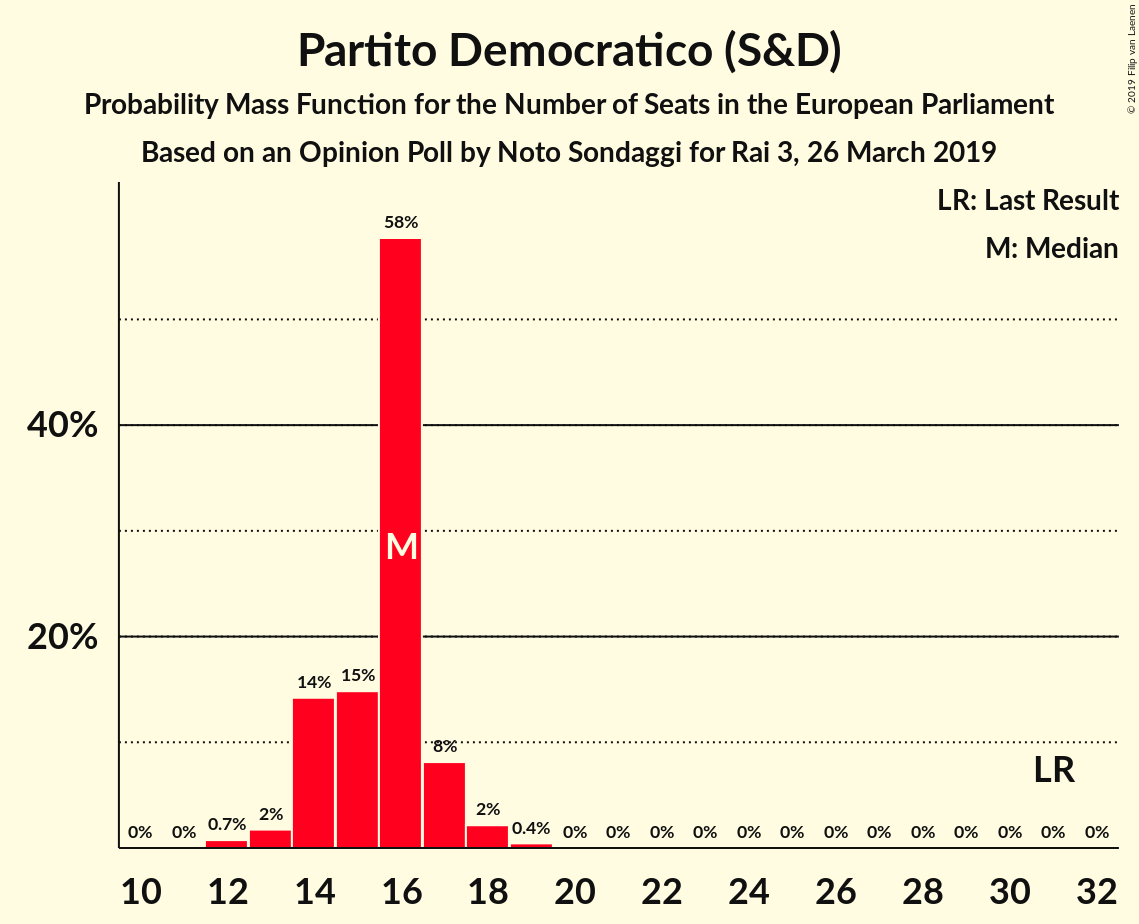 Partito Democratico (S&D)
Probability Mass Function for the Number of Seats in the European Parliament
Based on an Opinion Poll by Noto Sondaggi for Rai 3, 26 March 2019
© 2019 Filip van Laenen
LR: Last Result
M: Median
58%
40%
M
20%
14% 15%
8%
LR
0% 0% 0.7% 2% 2% 0.4% 0% 0% 0% 0% 0% 0% 0% 0% 0% 0% 0% 0% 0%
10 12 14 16 18 20 22 24 26 28 30 32